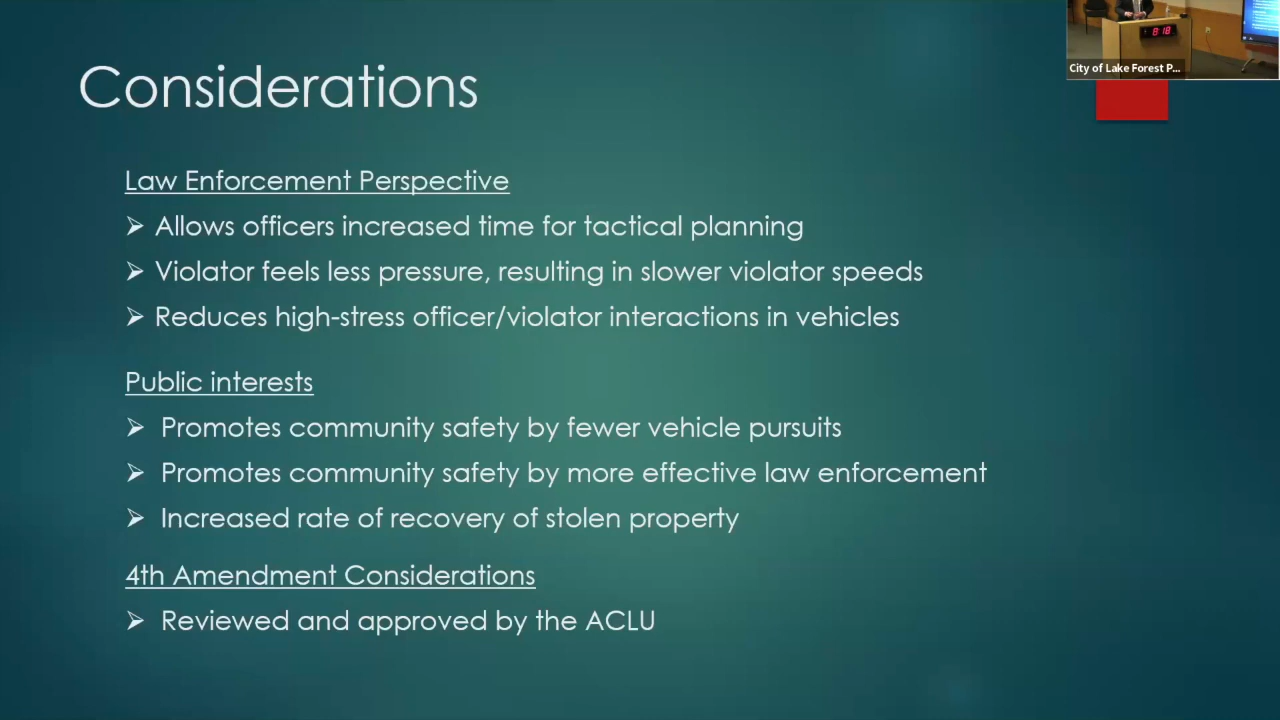 Considerations
8:18
City of Lake Forest P...
Law Enforcement Perspective
Allows officers increased time for tactical planning
Violator feels less pressure, resulting in slower violator speeds
Reduces high-stress officer/violator interactions in vehicles
Public interests
Promotes community safety by fewer vehicle pursuits
Promotes community safety by more effective law enforcement
Increased rate of recovery of stolen property
4th Amendment Considerations
Reviewed and approved by the ACLU